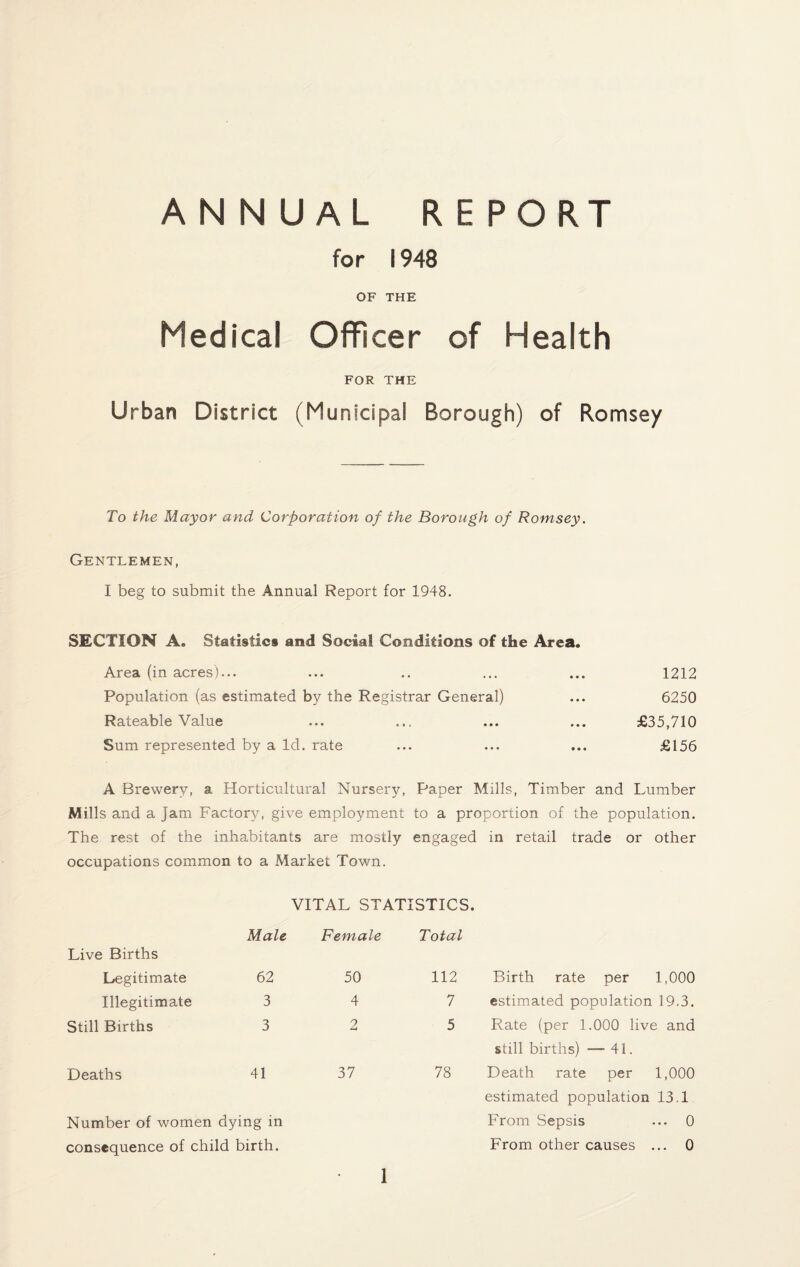 ANNUAL REPORT
for 1948
OF THE
Medical Officer of Health
FOR THE
Urban District (Municipal Borough) of Romsey
To the Mayor and Corporation of the Borough of Romsey.
GENTLEMEN,
I beg to submit the Annual Report for 1948.
SECTION A. Statistics and Social Conditions of the Area.
Area (in acres)... ... .. ... ... 1212
Population (as estimated by the Registrar General) ... 6250
Rateable Value ... ... ... ... £35,710
Sum represented by a 1d. rate ... ... ... £156
A Brewery, a Horticultural Nursery, Paper Mills, Timber and Lumber
Mills and a Jam Factory, give employment to a proportion of the population.
The rest of the inhabitants are mostly engaged in retail trade or other
occupations common to a Market Town.
VITAL STATISTICS.
Male Female Total
Live Births
Legitimate 62 50 112 Birth rate per 1,000
Illegitimate 3 4 7 estimated population 19.3.
Still Births 3 2 5 Rate (per 1.000 live and
still births) — 41.
Deaths 41 37 78 Death rate per 1,000
estimated population 13.1
Number of women dying in From Sepsis ... 0
consequence of child birth. From other causes ... 0
1